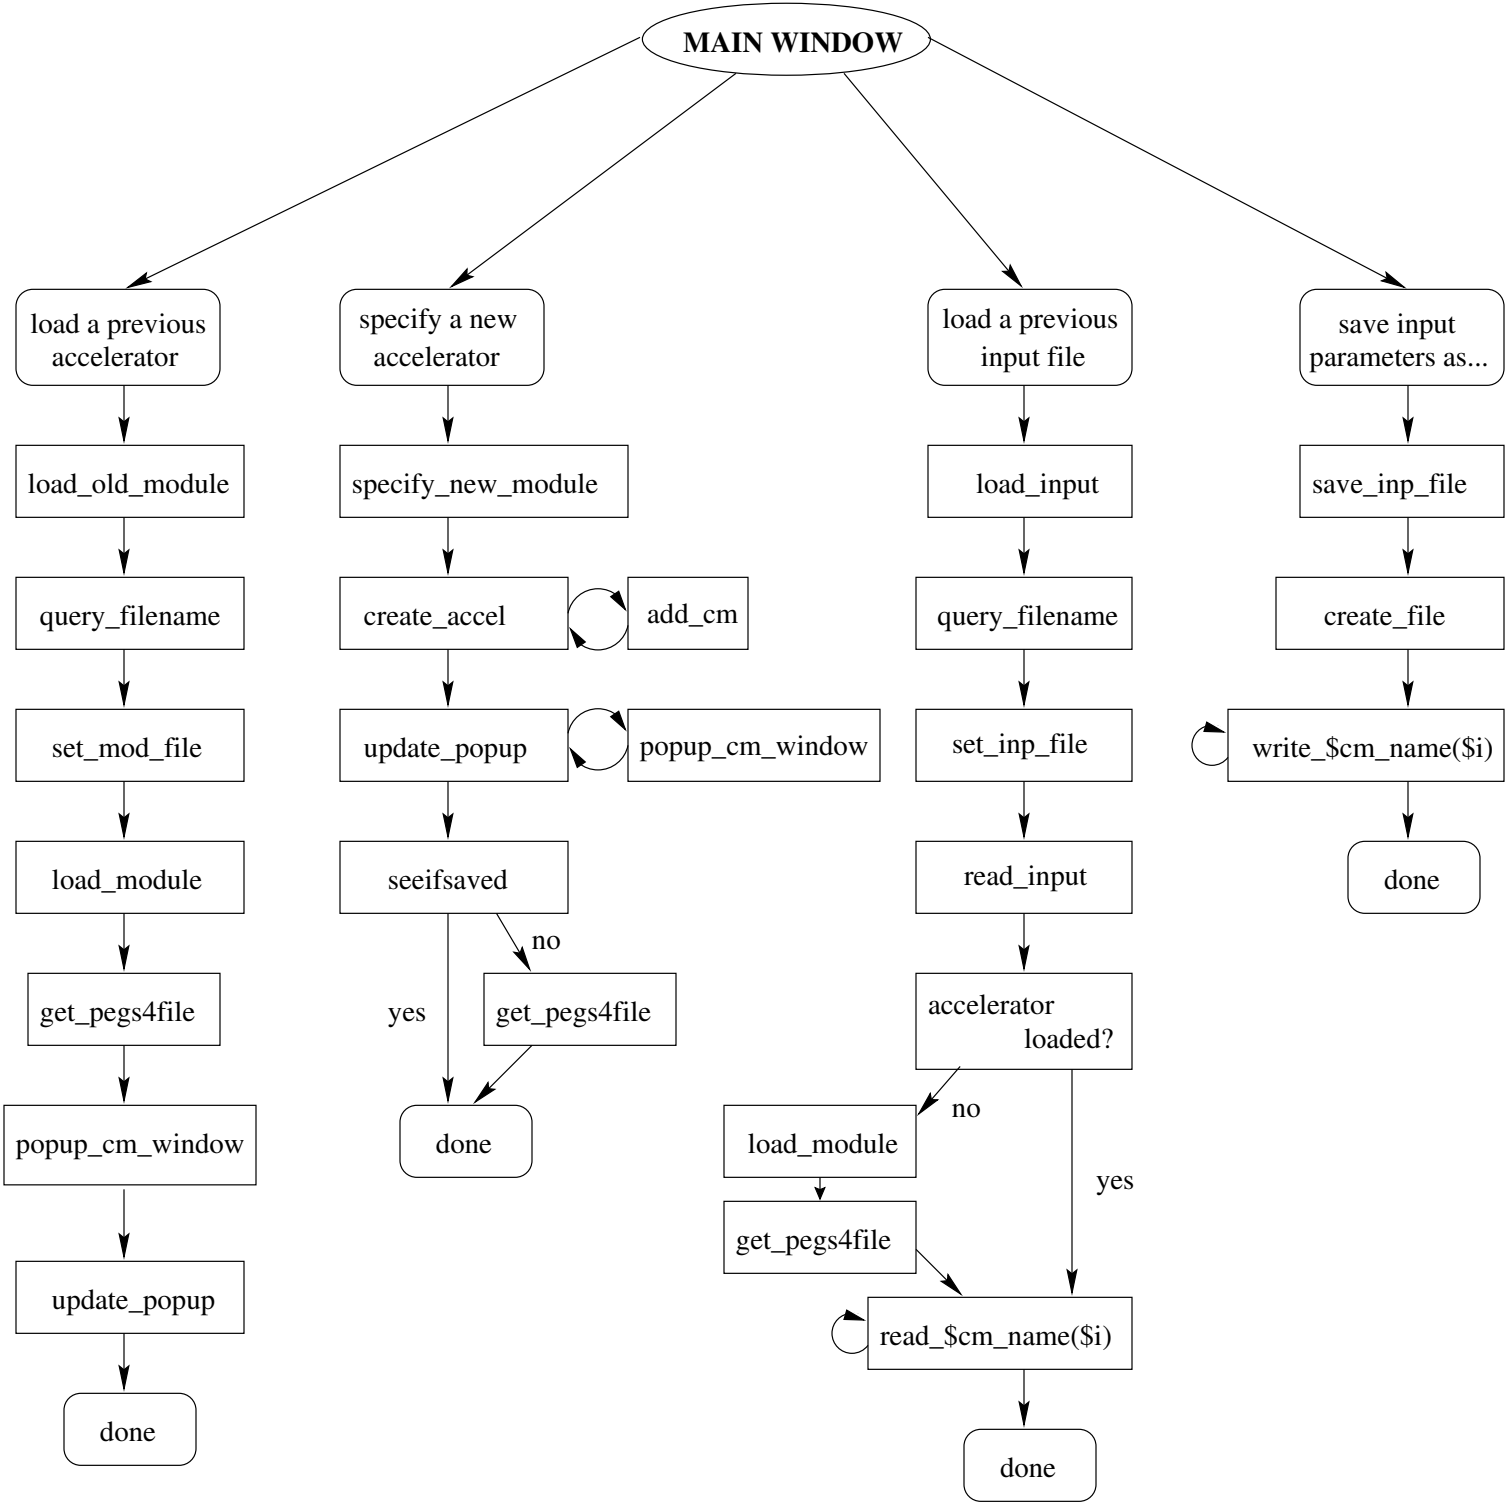 MAIN WINDOW
load a previous
accelerator
load_old_module
query_filename
set_mod_file
load_module
get_pegs4file
popup_cm_window
update_popup
done
specify a new
accelerator
specify_new_module
create_accel
add_cm
update_popup
popup_cm_window
seeifsaved
no
yes
get_pegs4file
done
load a previous
input file
load_input
query_filename
set_inp_file
read_input
accelerator
loaded?
no
load_module
yes
get_pegs4file
read_$cm_name($i)
done
save input
parameters as...
save_inp_file
create_file
write_$cm_name($i)
done